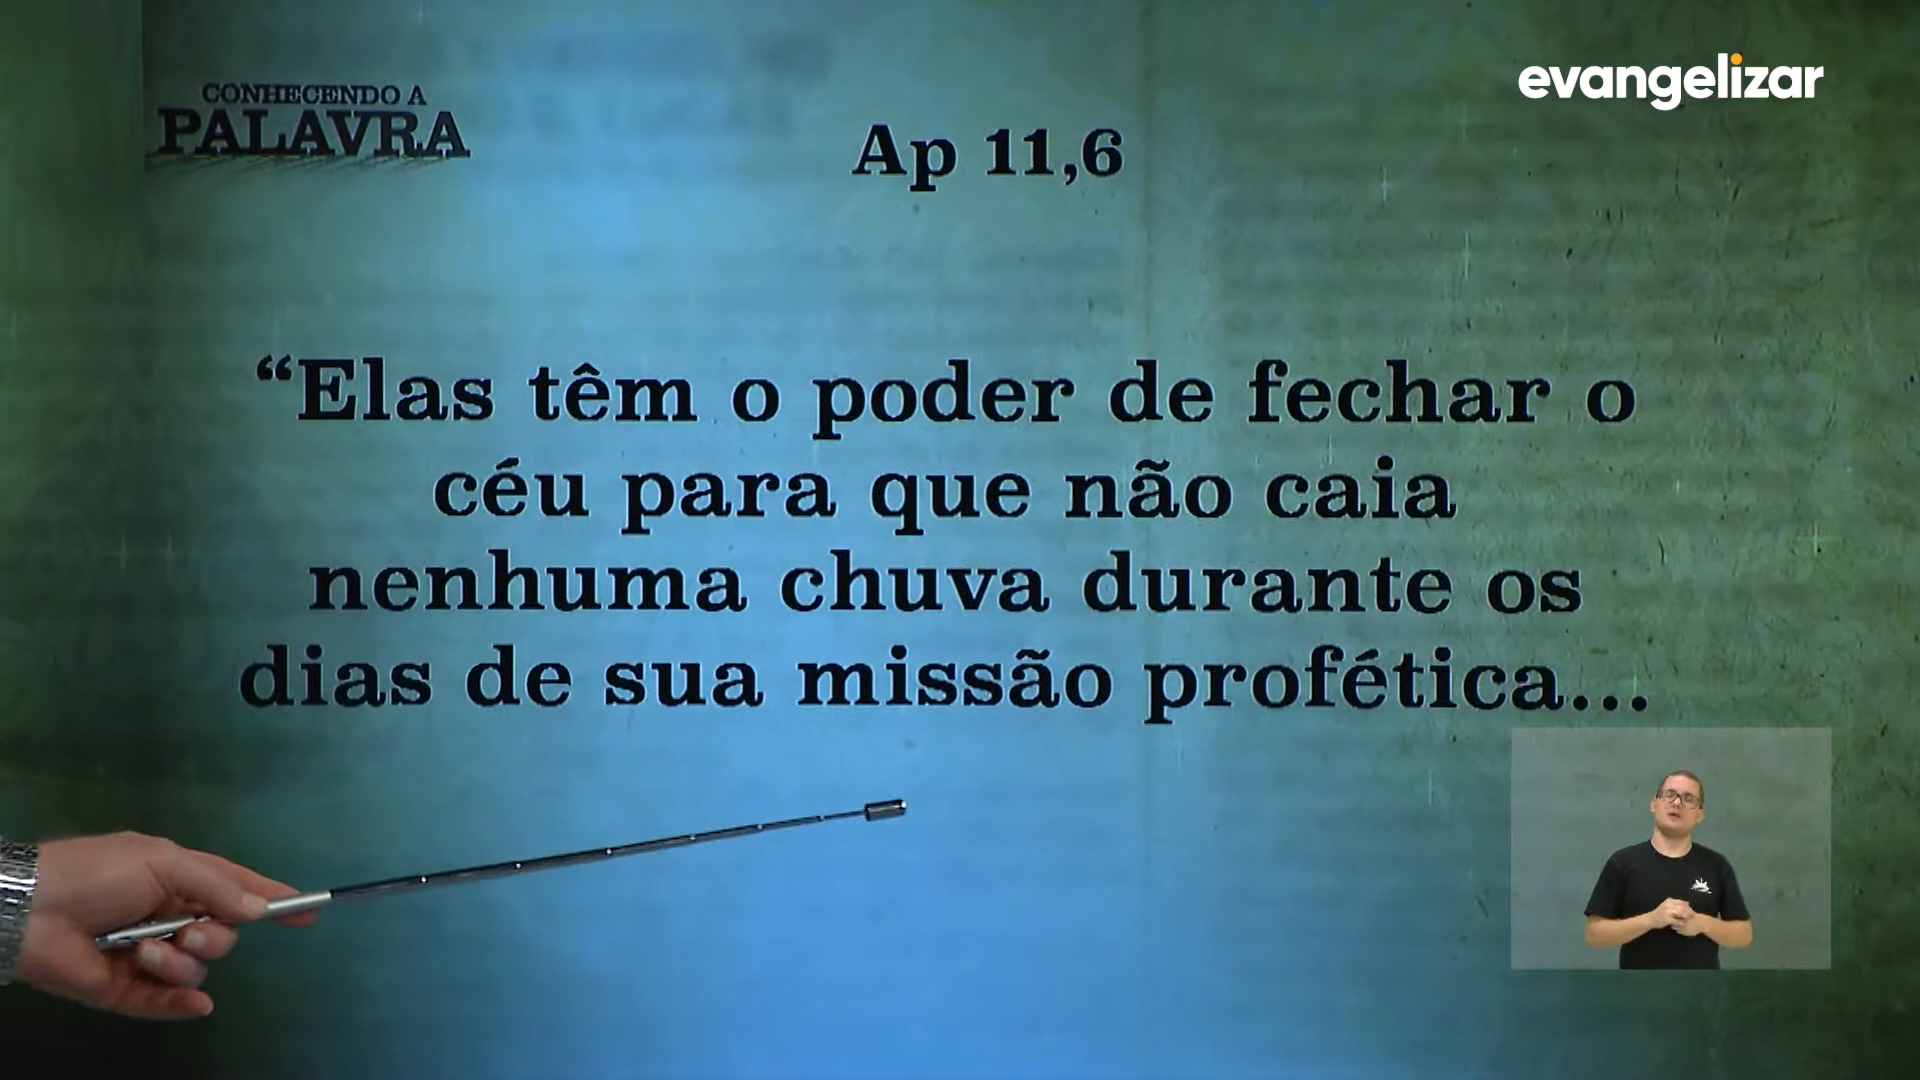 CONHECENDO A
PALAVRA
evangelizar
Ap 11,6
“Elas têm o poder de fechar o
céu para que não caia
nenhuma chuva durante os
dias de sua missão profética...